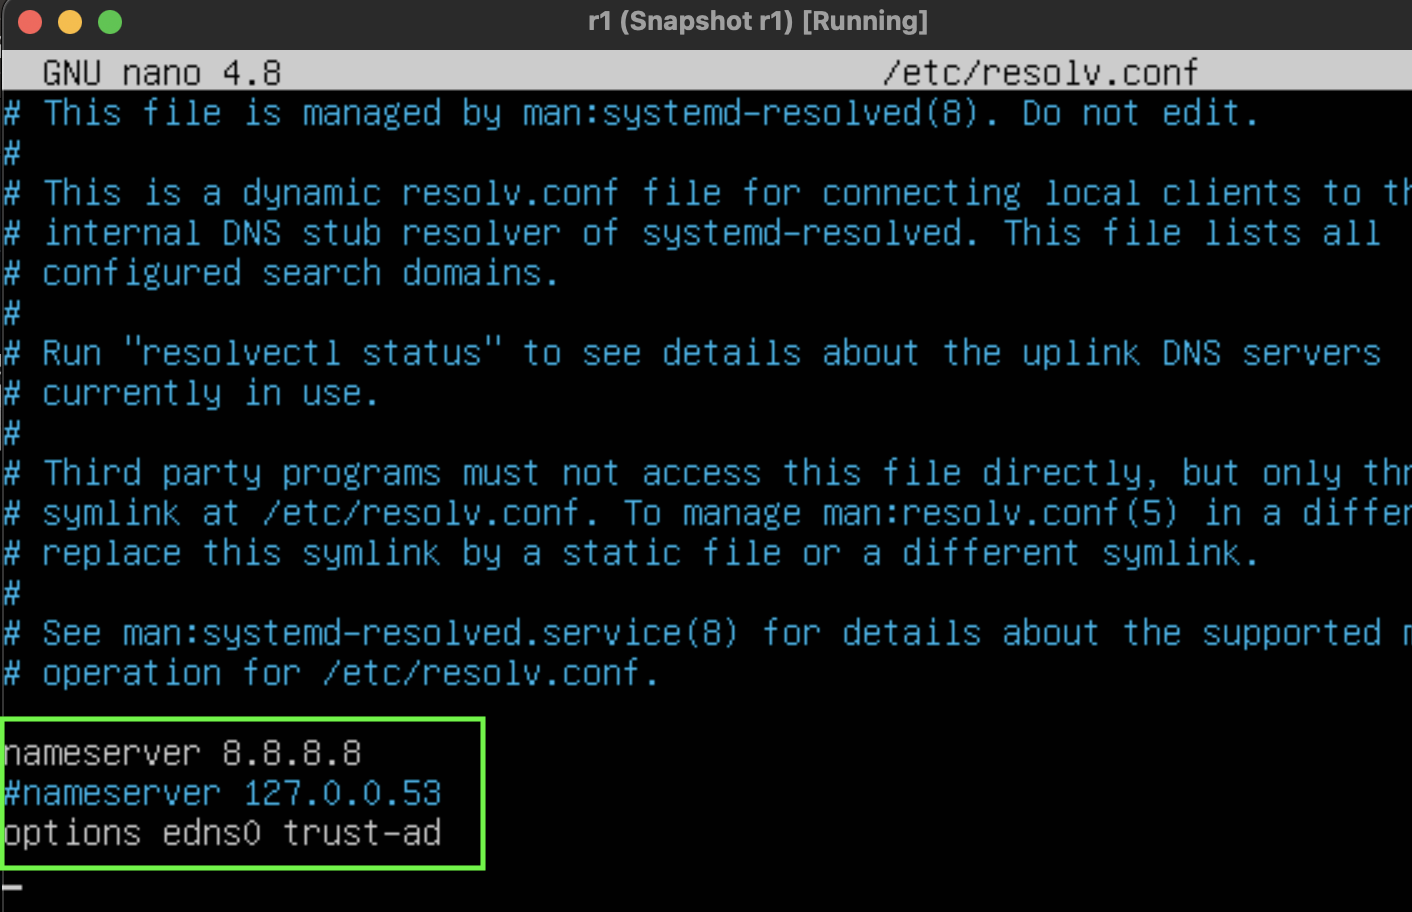 r1 (Snapshot r1) [Running]
GNU nano 4.8 /etc/resolv.conf
# This file is managed by man:systemd-resolved(8). Do not edit.
#
# This is a dynamic resolv.conf file for connecting local clients to th
# internal DNS stub resolver of systemd-resolved. This file lists all
# configured search domains.
#
# Run "resolvectl status" to see details about the uplink DNS servers
# currently in use.
#
# Third party programs must not access this file directly, but only thr
# symlink at /etc/resolv.conf. To manage man:resolv.conf(5) in a differ
# replace this symlink by a static file or a different symlink.
#
# See man:systemd-resolved.service(8) for details about the supported m
# operation for /etc/resolv.conf.
nameserver 8.8.8.8
#nameserver 127.0.0.53
options edns0 trust-ad